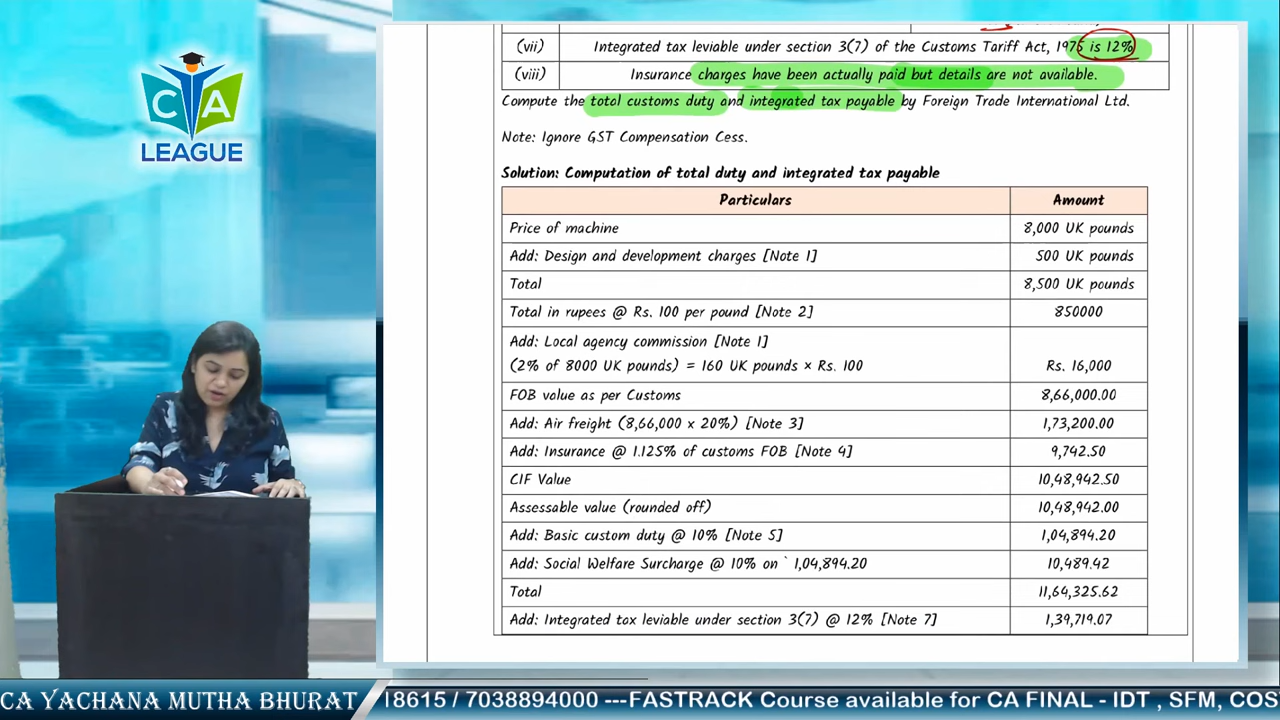 (vii) Integrated tax leviable under section 3(7) of the Customs Tariff Act, 1975 is 12%
(viii) Insurance charges have been actually paid but details are not available.
Compute the total customs duty and integrated tax payable by Foreign Trade International Ltd.
Note: Ignore GST Compensation Cess.
Solution: Computation of total duty and integrated tax payable
Particulars Amount
Price of machine 8,000 UK pounds
Add: Design and development charges [Note 1] 500 UK pounds
Total 8,500 UK pounds
Total in rupees @ Rs. 100 per pound [Note 2] 850000
Add: Local agency commission [Note 1]
(2% of 8000 UK pounds) = 160 UK pounds × Rs. 100 Rs. 16,000
FOB value as per Customs 8,66,000.00
Add: Air freight (8,66,000 x 20%) [Note 3] 1,73,200.00
Add: Insurance @ 1.125% of customs FOB [Note 4] 9,742.50
CIF Value 10,48,942.50
Assessable value (rounded off) 10,48,942.00
Add: Basic custom duty @ 10% [Note 5] 1,04,894.20
Add: Social Welfare Surcharge @ 10% on ` 1,04,894.20 10,489.42
Total 11,64,325.62
Add: Integrated tax leviable under section 3(7) @ 12% [Note 7] 1,39,719.07
CA
LEAGUE
CA YACHANA MUTHA BHURAT
18615 / 7038894000 ---FASTRACK Course available for CA FINAL - IDT , SFM, COS